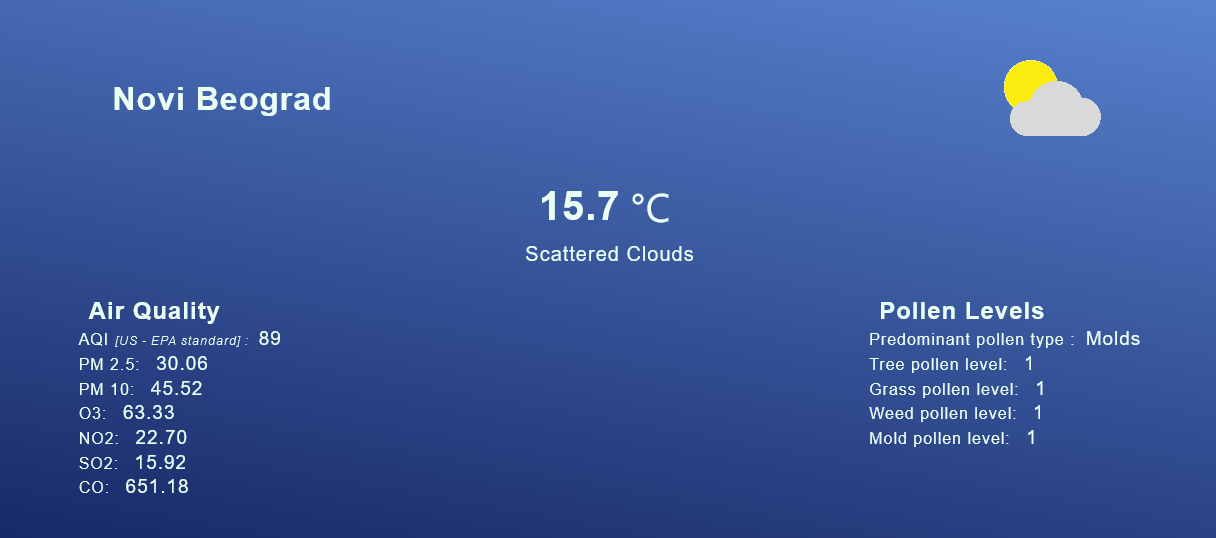 Novi Beograd
15.7 °C
Scattered Clouds
Air Quality
AQI [US - EPA standard] : 89
PM 2.5: 30.06
PM 10: 45.52
O3: 63.33
NO2: 22.70
SO2: 15.92
CO: 651.18
Pollen Levels
Predominant pollen type : Molds
Tree pollen level: 1
Grass pollen level: 1
Weed pollen level: 1
Mold pollen level: 1